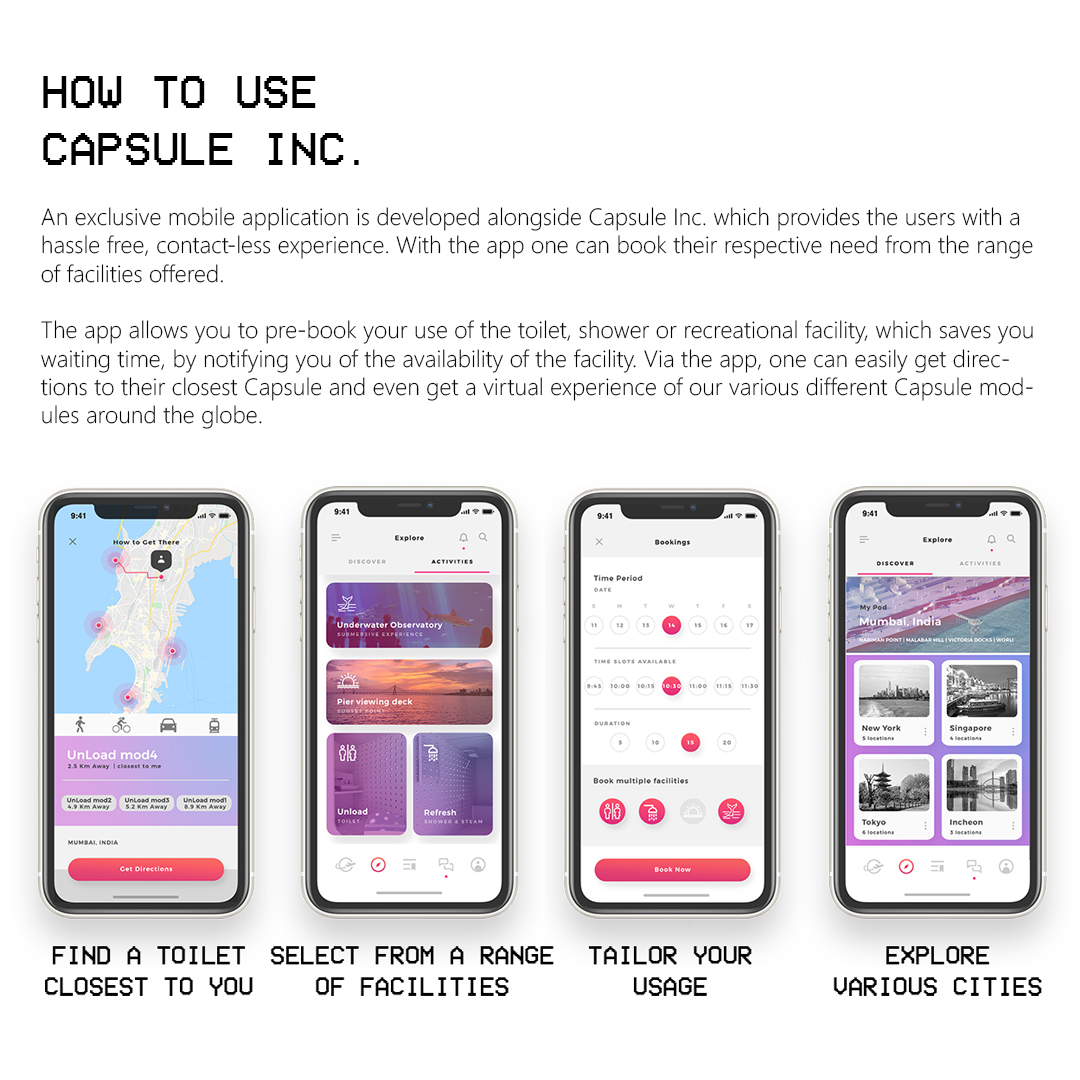 HOW TO USE
CAPSULE INC.
An exclusive mobile application is developed alongside Capsule Inc. which provides the users with a
hassle free, contact-less experience. With the app one can book their respective need from the range
of facilities offered.
The app allows you to pre-book your use of the toilet, shower or recreational facility, which saves you
waiting time, by notifying you of the availability of the facility. Via the app, one can easily get direc-
tions to their closest Capsule and even get a virtual experience of our various different Capsule mod-
ules around the globe.
9:41
How to Get There
UnLoad mod4
2.3 Km Away | closest to me
UnLoad mod2
4.9 Km Away
UnLoad mod3
5.2 Km Away
UnLoad mod1
8.9 Km Away
MUMBAI, INDIA
Get Directions
FIND A TOILET
CLOSEST TO YOU
9:41
Explore
DISCOVER
ACTIVITIES
Underwater Observatory
SUBMERSIVE EXPERIENCE
Pier viewing deck
SUNSET POINT
Unload
TOILET
Refresh
SHOWER & STEAM
SELECT FROM A RANGE
OF FACILITIES
9:41
Bookings
Time Period
DATE
S M T W T F S
11 12 13 14 15 16 17
TIME SLOTS AVAILABLE
9:45 10:00 10:15 10:30 11:00 11:15 11:30
DURATION
5 10 15 20
Book multiple facilities
Book Now
TAILOR YOUR
USAGE
9:41
Explore
DISCOVER
ACTIVITIES
My Pod
Mumbai, India
NARIMAN POINT | MALABAR HILL | VICTORIA DOCKS | WORLI
New York
5 locations
Singapore
4 locations
Tokyo
6 locations
Incheon
3 locations
EXPLORE
VARIOUS CITIES